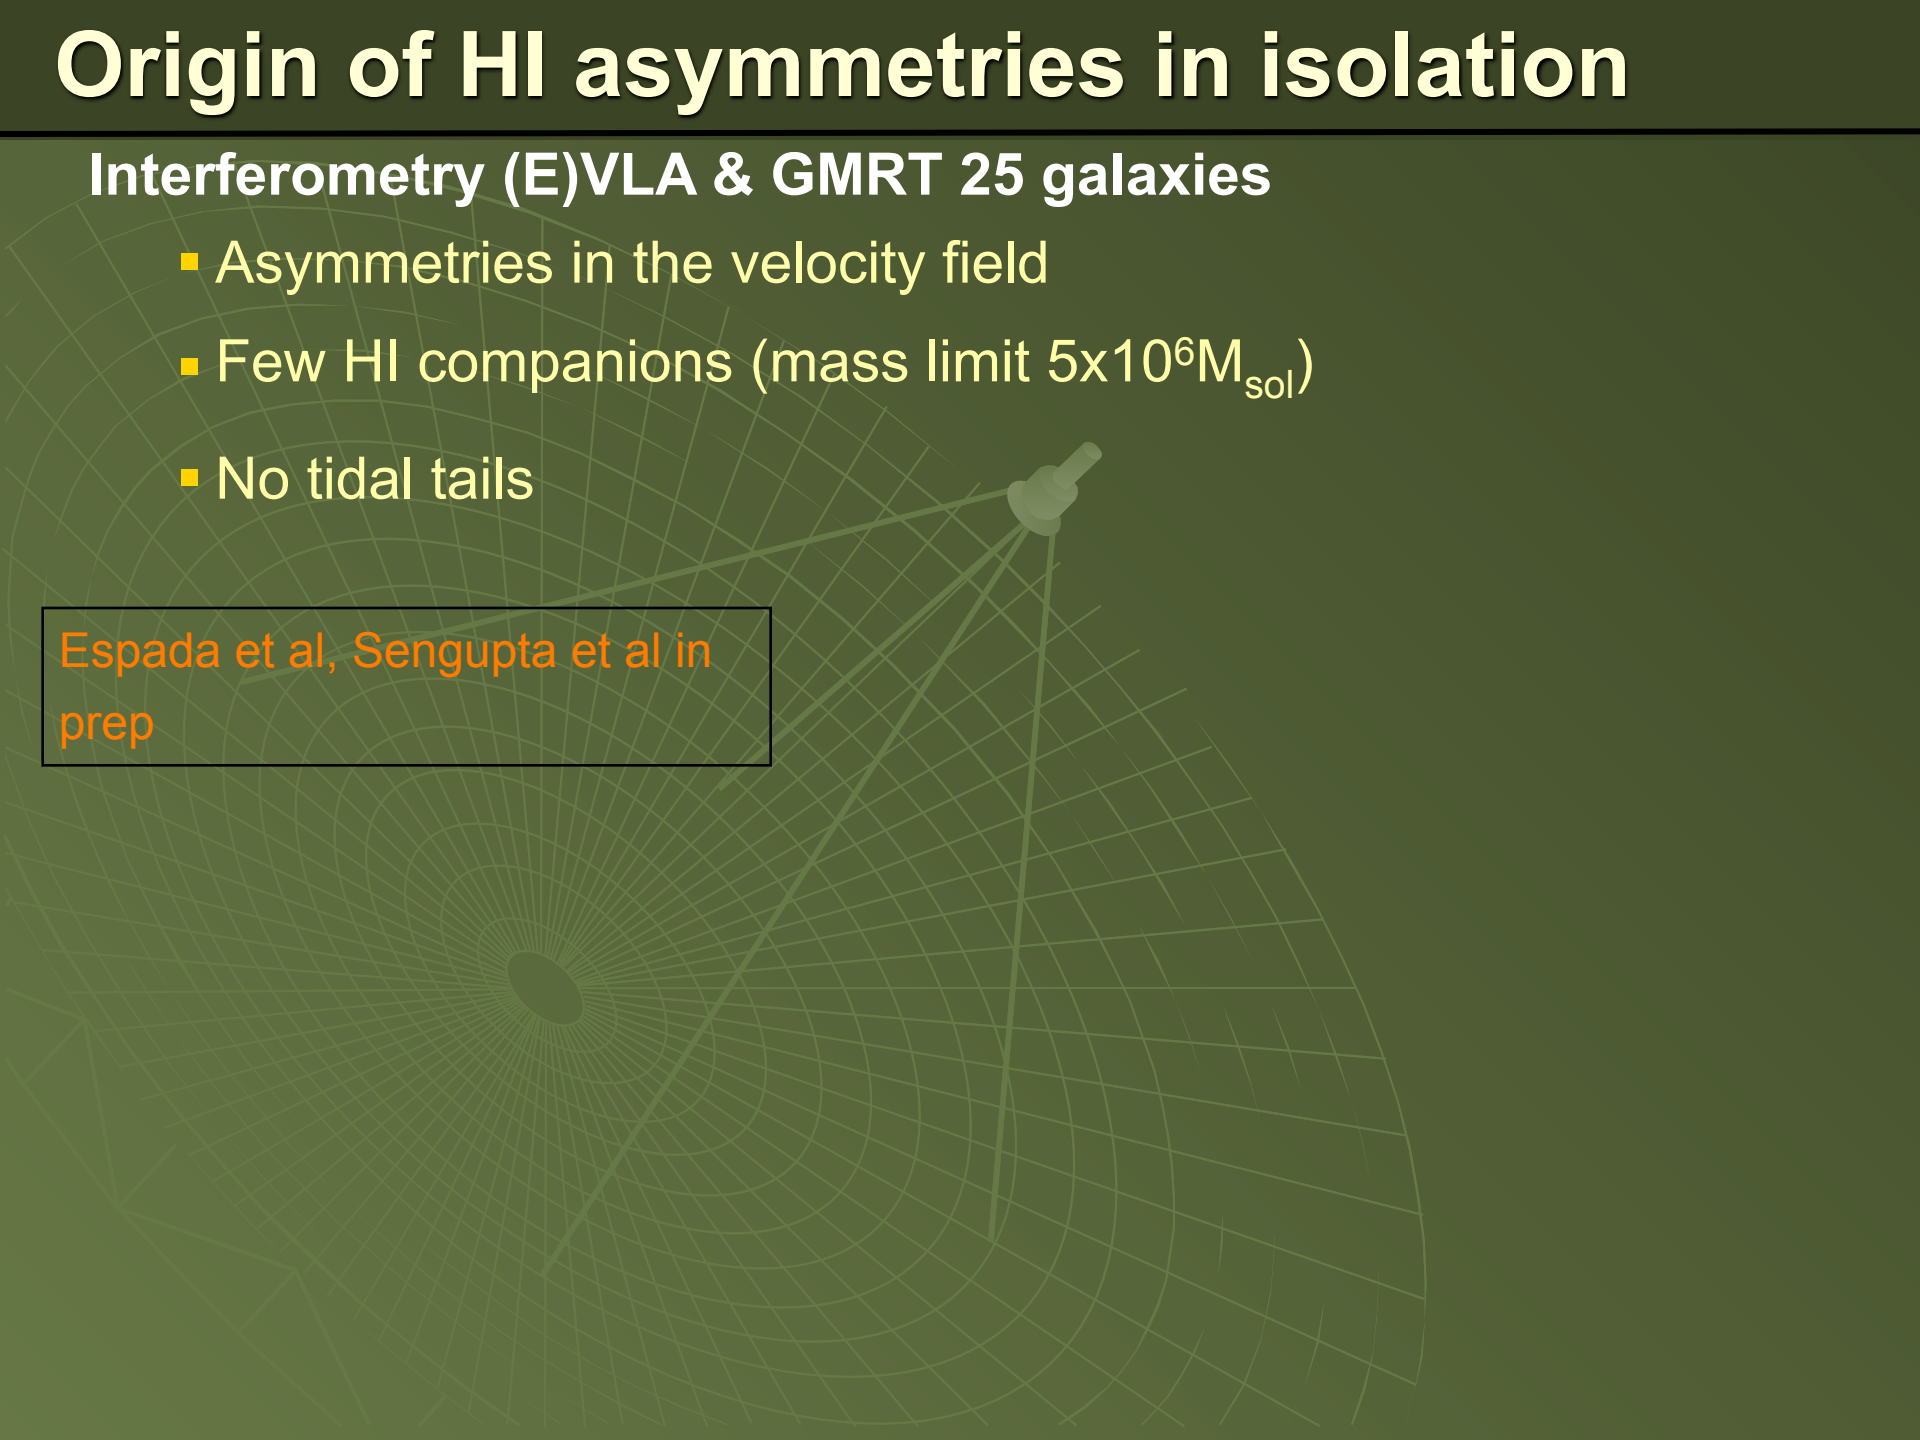 Origin of HI asymmetries in isolation
Interferometry (E)VLA & GMRT 25 galaxies
▪ Asymmetries in the velocity field
▪ Few HI companions (mass limit 5x10⁶M_sol)
▪ No tidal tails
Espada et al, Sengupta et al in
prep